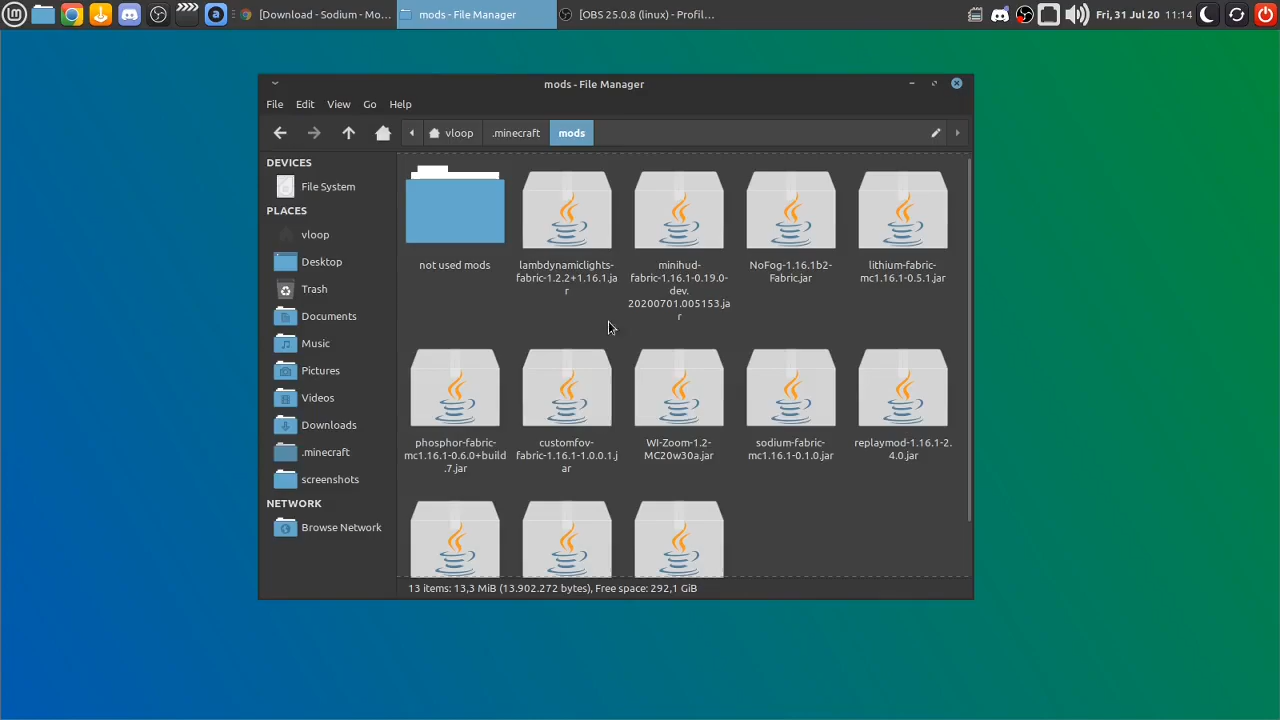 [Download - Sodium - Mo...
mods - File Manager
[OBS 25.0.8 (linux) - Profil...
Fri, 31 Jul 20
11:14
mods - File Manager
File
Edit
View
Go
Help
vloop
.minecraft
mods
DEVICES
File System
PLACES
vloop
Desktop
Trash
Documents
Music
Pictures
Videos
Downloads
.minecraft
screenshots
NETWORK
Browse Network
not used mods
lambdynamiclights-
fabric-1.2.2+1.16.1.ja
r
minihud-
fabric-1.16.1-0.19.0-
dev.
20200701.005153.ja
r
NoFog-1.16.1b2-
Fabric.jar
lithium-fabric-
mc1.16.1-0.5.1.jar
phosphor-fabric-
mc1.16.1-0.6.0+build
.7.jar
customfov-
fabric-1.16.1-1.0.0.1.j
ar
WI-Zoom-1.2-
MC20w30a.jar
sodium-fabric-
mc1.16.1-0.1.0.jar
replaymod-1.16.1-2.
4.0.jar
13 items: 13,3 MiB (13.902.272 bytes), Free space: 292,1 GiB